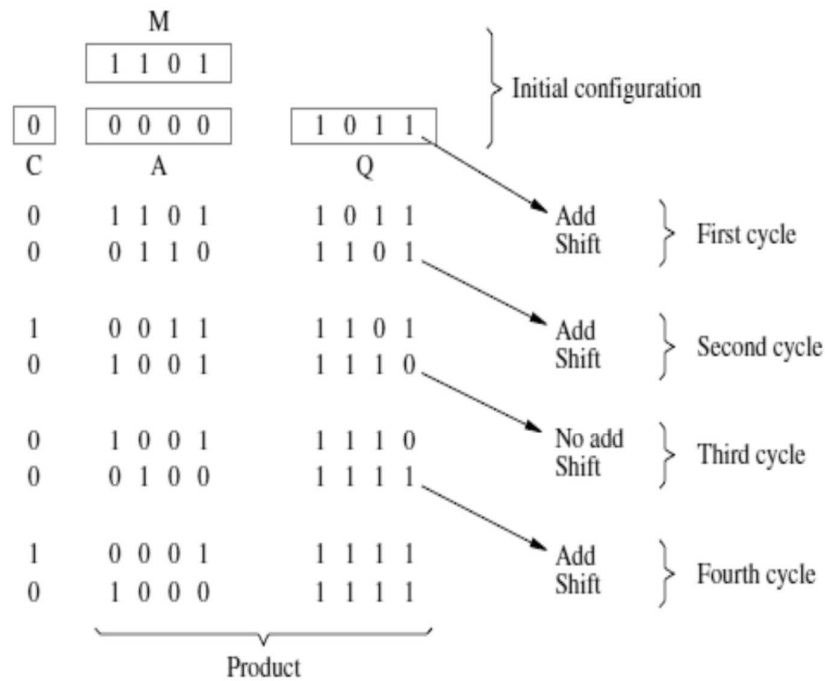 M
1 1 0 1
Initial configuration
0 0 0 0 0 1 0 1 1
C A Q
0 1 1 0 1 1 0 1 1 Add
First cycle
0 0 1 1 0 1 1 0 1 Shift
1 0 0 1 1 1 1 0 1 Add
Second cycle
0 1 0 0 1 1 1 1 0 Shift
0 1 0 0 1 1 1 1 0 No add
Third cycle
0 0 1 0 0 1 1 1 1 Shift
1 0 0 0 1 1 1 1 1 Add
Fourth cycle
0 1 0 0 0 1 1 1 1 Shift
Product